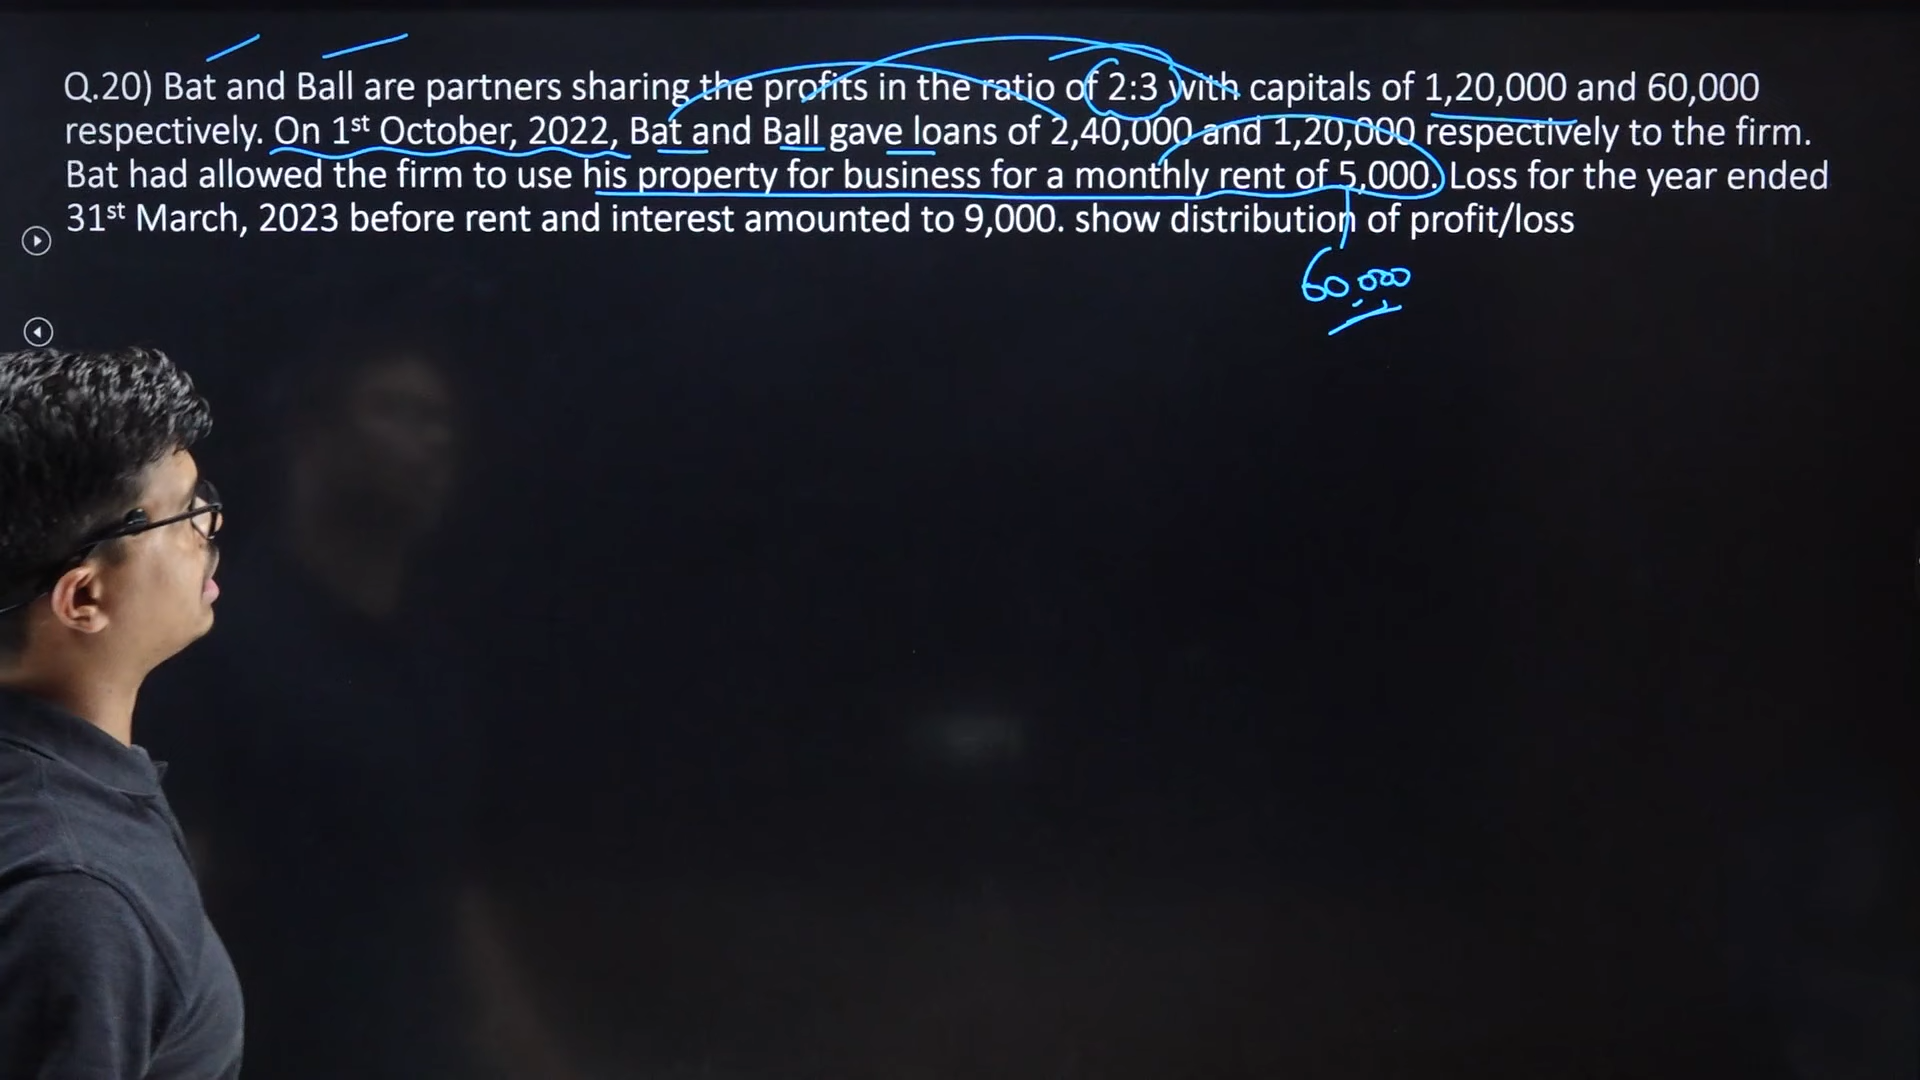 Q.20) Bat and Ball are partners sharing the profits in the ratio of 2:3 with capitals of 1,20,000 and 60,000
respectively. On 1st October, 2022, Bat and Ball gave loans of 2,40,000 and 1,20,000 respectively to the firm.
Bat had allowed the firm to use his property for business for a monthly rent of 5,000. Loss for the year ended
31st March, 2023 before rent and interest amounted to 9,000. show distribution of profit/loss
60,000